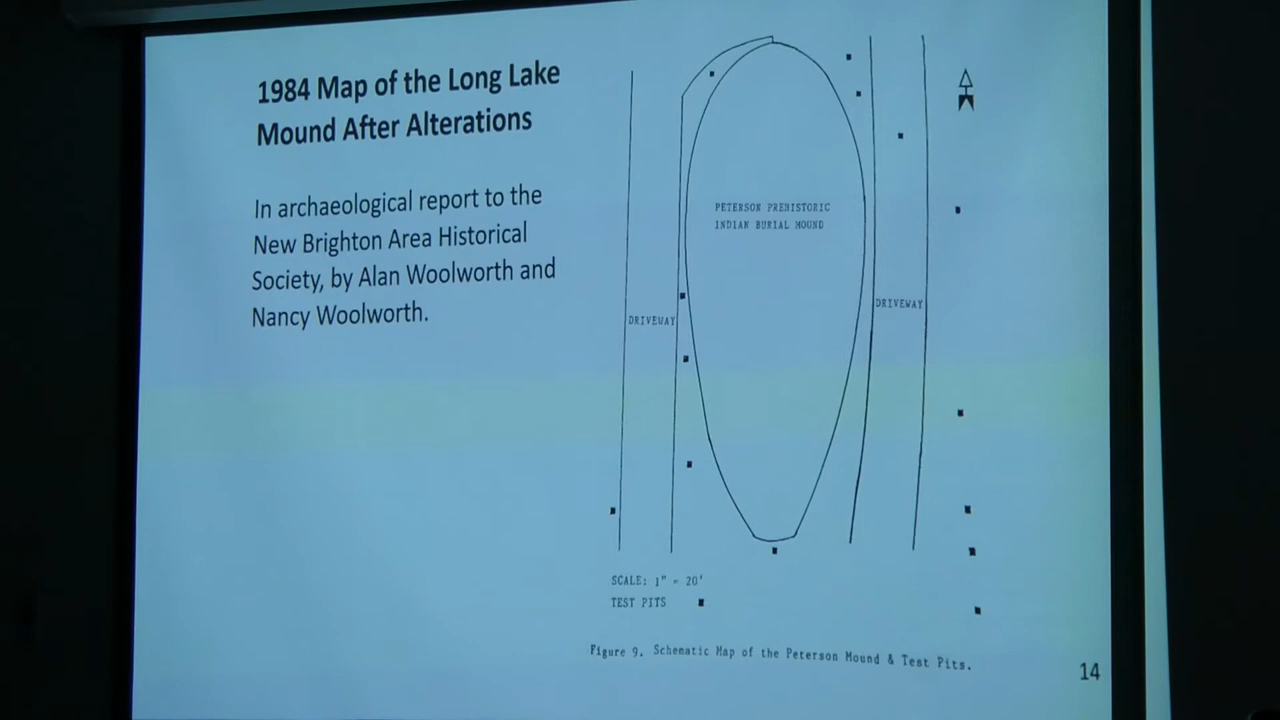 1984 Map of the Long Lake
Mound After Alterations
In archaeological report to the
New Brighton Area Historical
Society, by Alan Woolworth and
Nancy Woolworth.
PETERSON PREHISTORIC
INDIAN BURIAL MOUND
DRIVEWAY
DRIVEWAY
SCALE: 1" = 20'
TEST PITS
Figure 9. Schematic Map of the Peterson Mound & Test Pits.
14